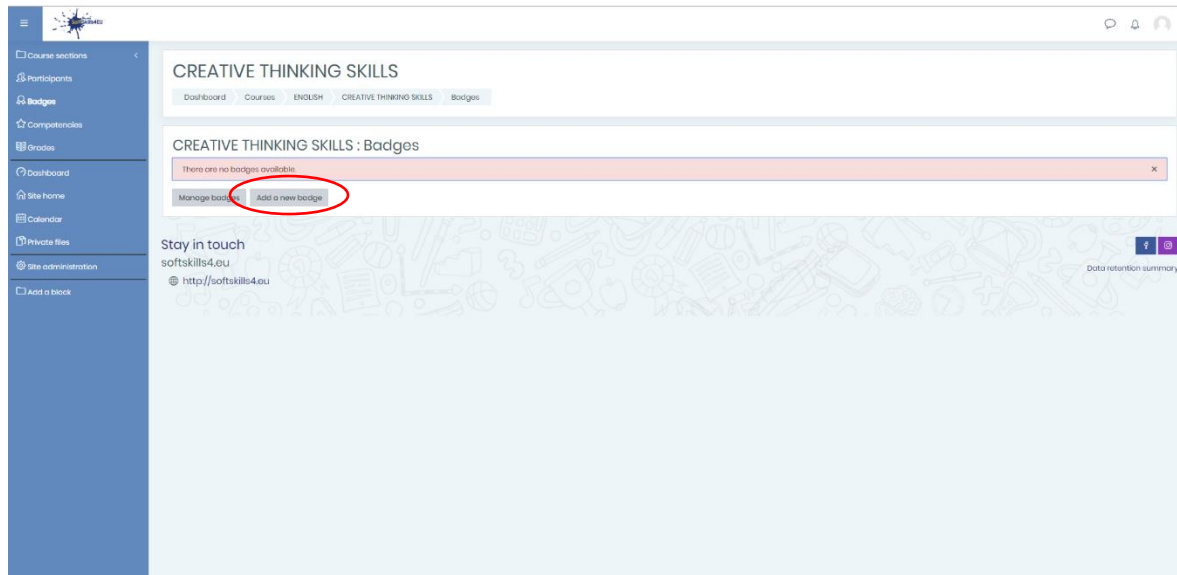 SoftSkills4EU
Course sections
Participants
Badges
Competencies
Grades
Dashboard
Site home
Calendar
Private files
Site administration
Add a block
CREATIVE THINKING SKILLS
Dashboard Courses ENGLISH CREATIVE THINKING SKILLS Badges
CREATIVE THINKING SKILLS : Badges
There are no badges available. ×
Manage badges Add a new badge
Stay in touch
softskills4.eu
http://softskills4.eu
Data retention summary